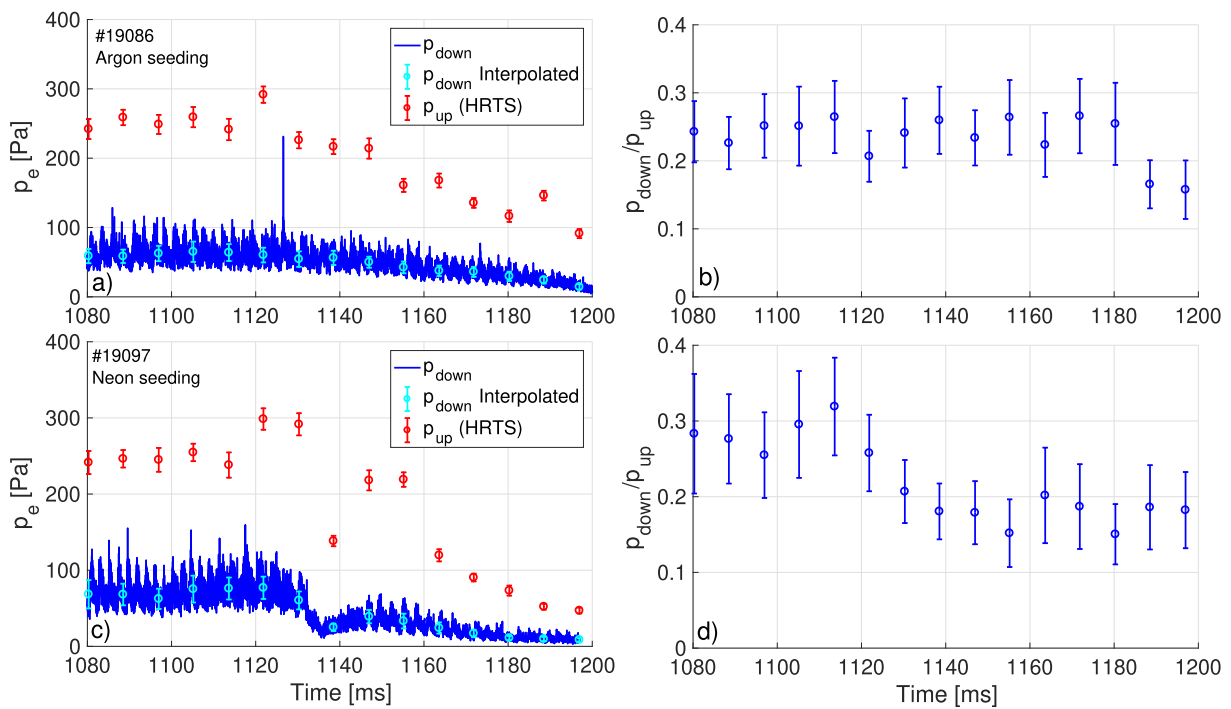 400
300
200
100
0
p_e [Pa]
#19086
Argon seeding
p_down
p_down Interpolated
p_up (HRTS)
a)
1080 1100 1120 1140 1160 1180 1200
0.4
0.3
0.2
0.1
0
p_down/p_up
b)
1080 1100 1120 1140 1160 1180 1200
400
300
200
100
0
p_e [Pa]
#19097
Neon seeding
p_down
p_down Interpolated
p_up (HRTS)
c)
1080 1100 1120 1140 1160 1180 1200
Time [ms]
0.4
0.3
0.2
0.1
0
p_down/p_up
d)
1080 1100 1120 1140 1160 1180 1200
Time [ms]